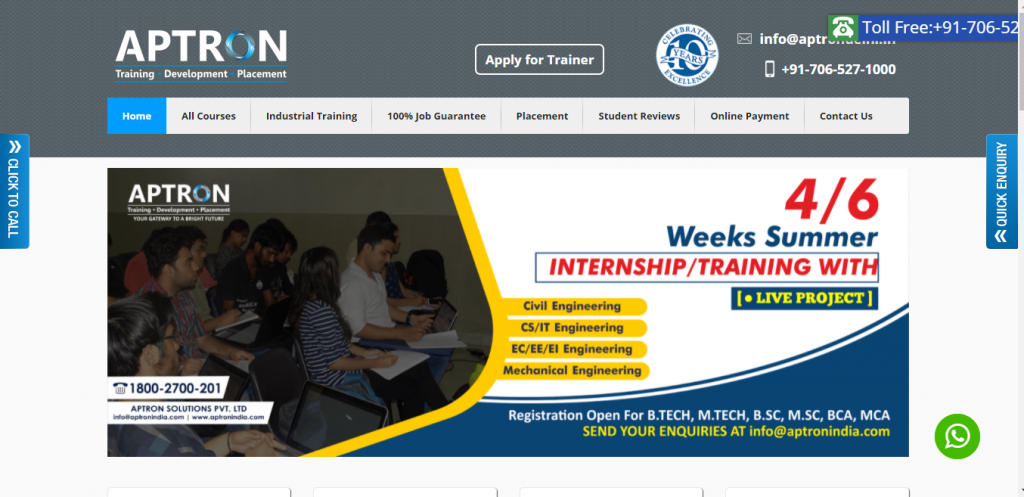 Toll Free:+91-706-52
APTRON
Training • Development • Placement
Apply for Trainer
CELEBRATING
10
YEARS
EXCELLENCE
+91-706-527-1000
Home
All Courses
Industrial Training
100% Job Guarantee
Placement
Student Reviews
Online Payment
Contact Us
CLICK TO CALL
QUICK ENQUIRY
APTRON
Training • Development • Placement
YOUR GATEWAY TO A BRIGHT FUTURE
4/6
Weeks Summer
INTERNSHIP/TRAINING WITH
[ • LIVE PROJECT ]
Civil Engineering
CS/IT Engineering
EC/EE/EI Engineering
Mechanical Engineering
1800-2700-201
APTRON SOLUTIONS PVT. LTD
info@aptronindia.com | www.aptronindia.com
Registration Open For B.TECH, M.TECH, B.SC, M.SC, BCA, MCA
SEND YOUR ENQUIRIES AT info@aptronindia.com